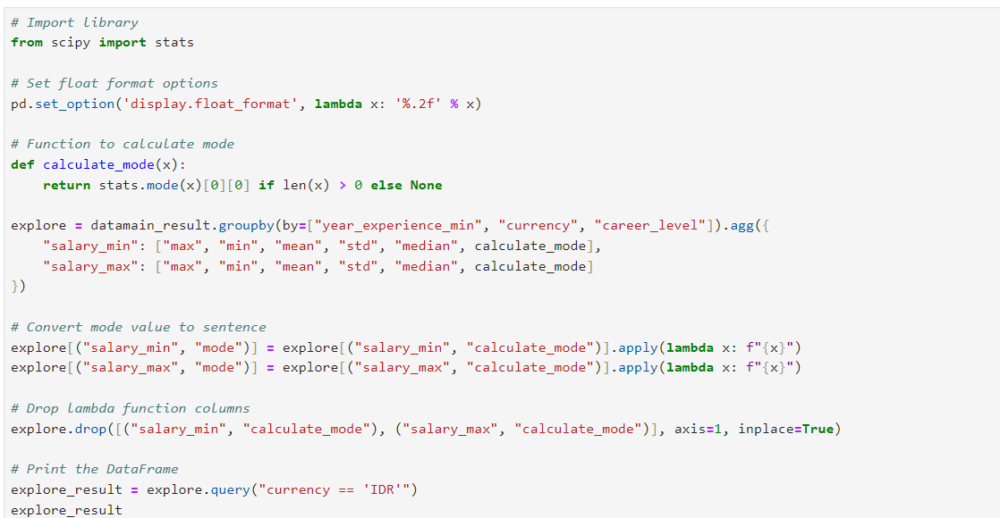 # Import library
from scipy import stats
# Set float format options
pd.set_option('display.float_format', lambda x: '%.2f' % x)
# Function to calculate mode
def calculate_mode(x):
    return stats.mode(x)[0][0] if len(x) > 0 else None
explore = datamain_result.groupby(by=["year_experience_min", "currency", "career_level"]).agg({
    "salary_min": ["max", "min", "mean", "std", "median", calculate_mode],
    "salary_max": ["max", "min", "mean", "std", "median", calculate_mode]
})
# Convert mode value to sentence
explore[("salary_min", "mode")] = explore[("salary_min", "calculate_mode")].apply(lambda x: f"{x}")
explore[("salary_max", "mode")] = explore[("salary_max", "calculate_mode")].apply(lambda x: f"{x}")
# Drop lambda function columns
explore.drop([("salary_min", "calculate_mode"), ("salary_max", "calculate_mode")], axis=1, inplace=True)
# Print the DataFrame
explore_result = explore.query("currency == 'IDR'")
explore_result